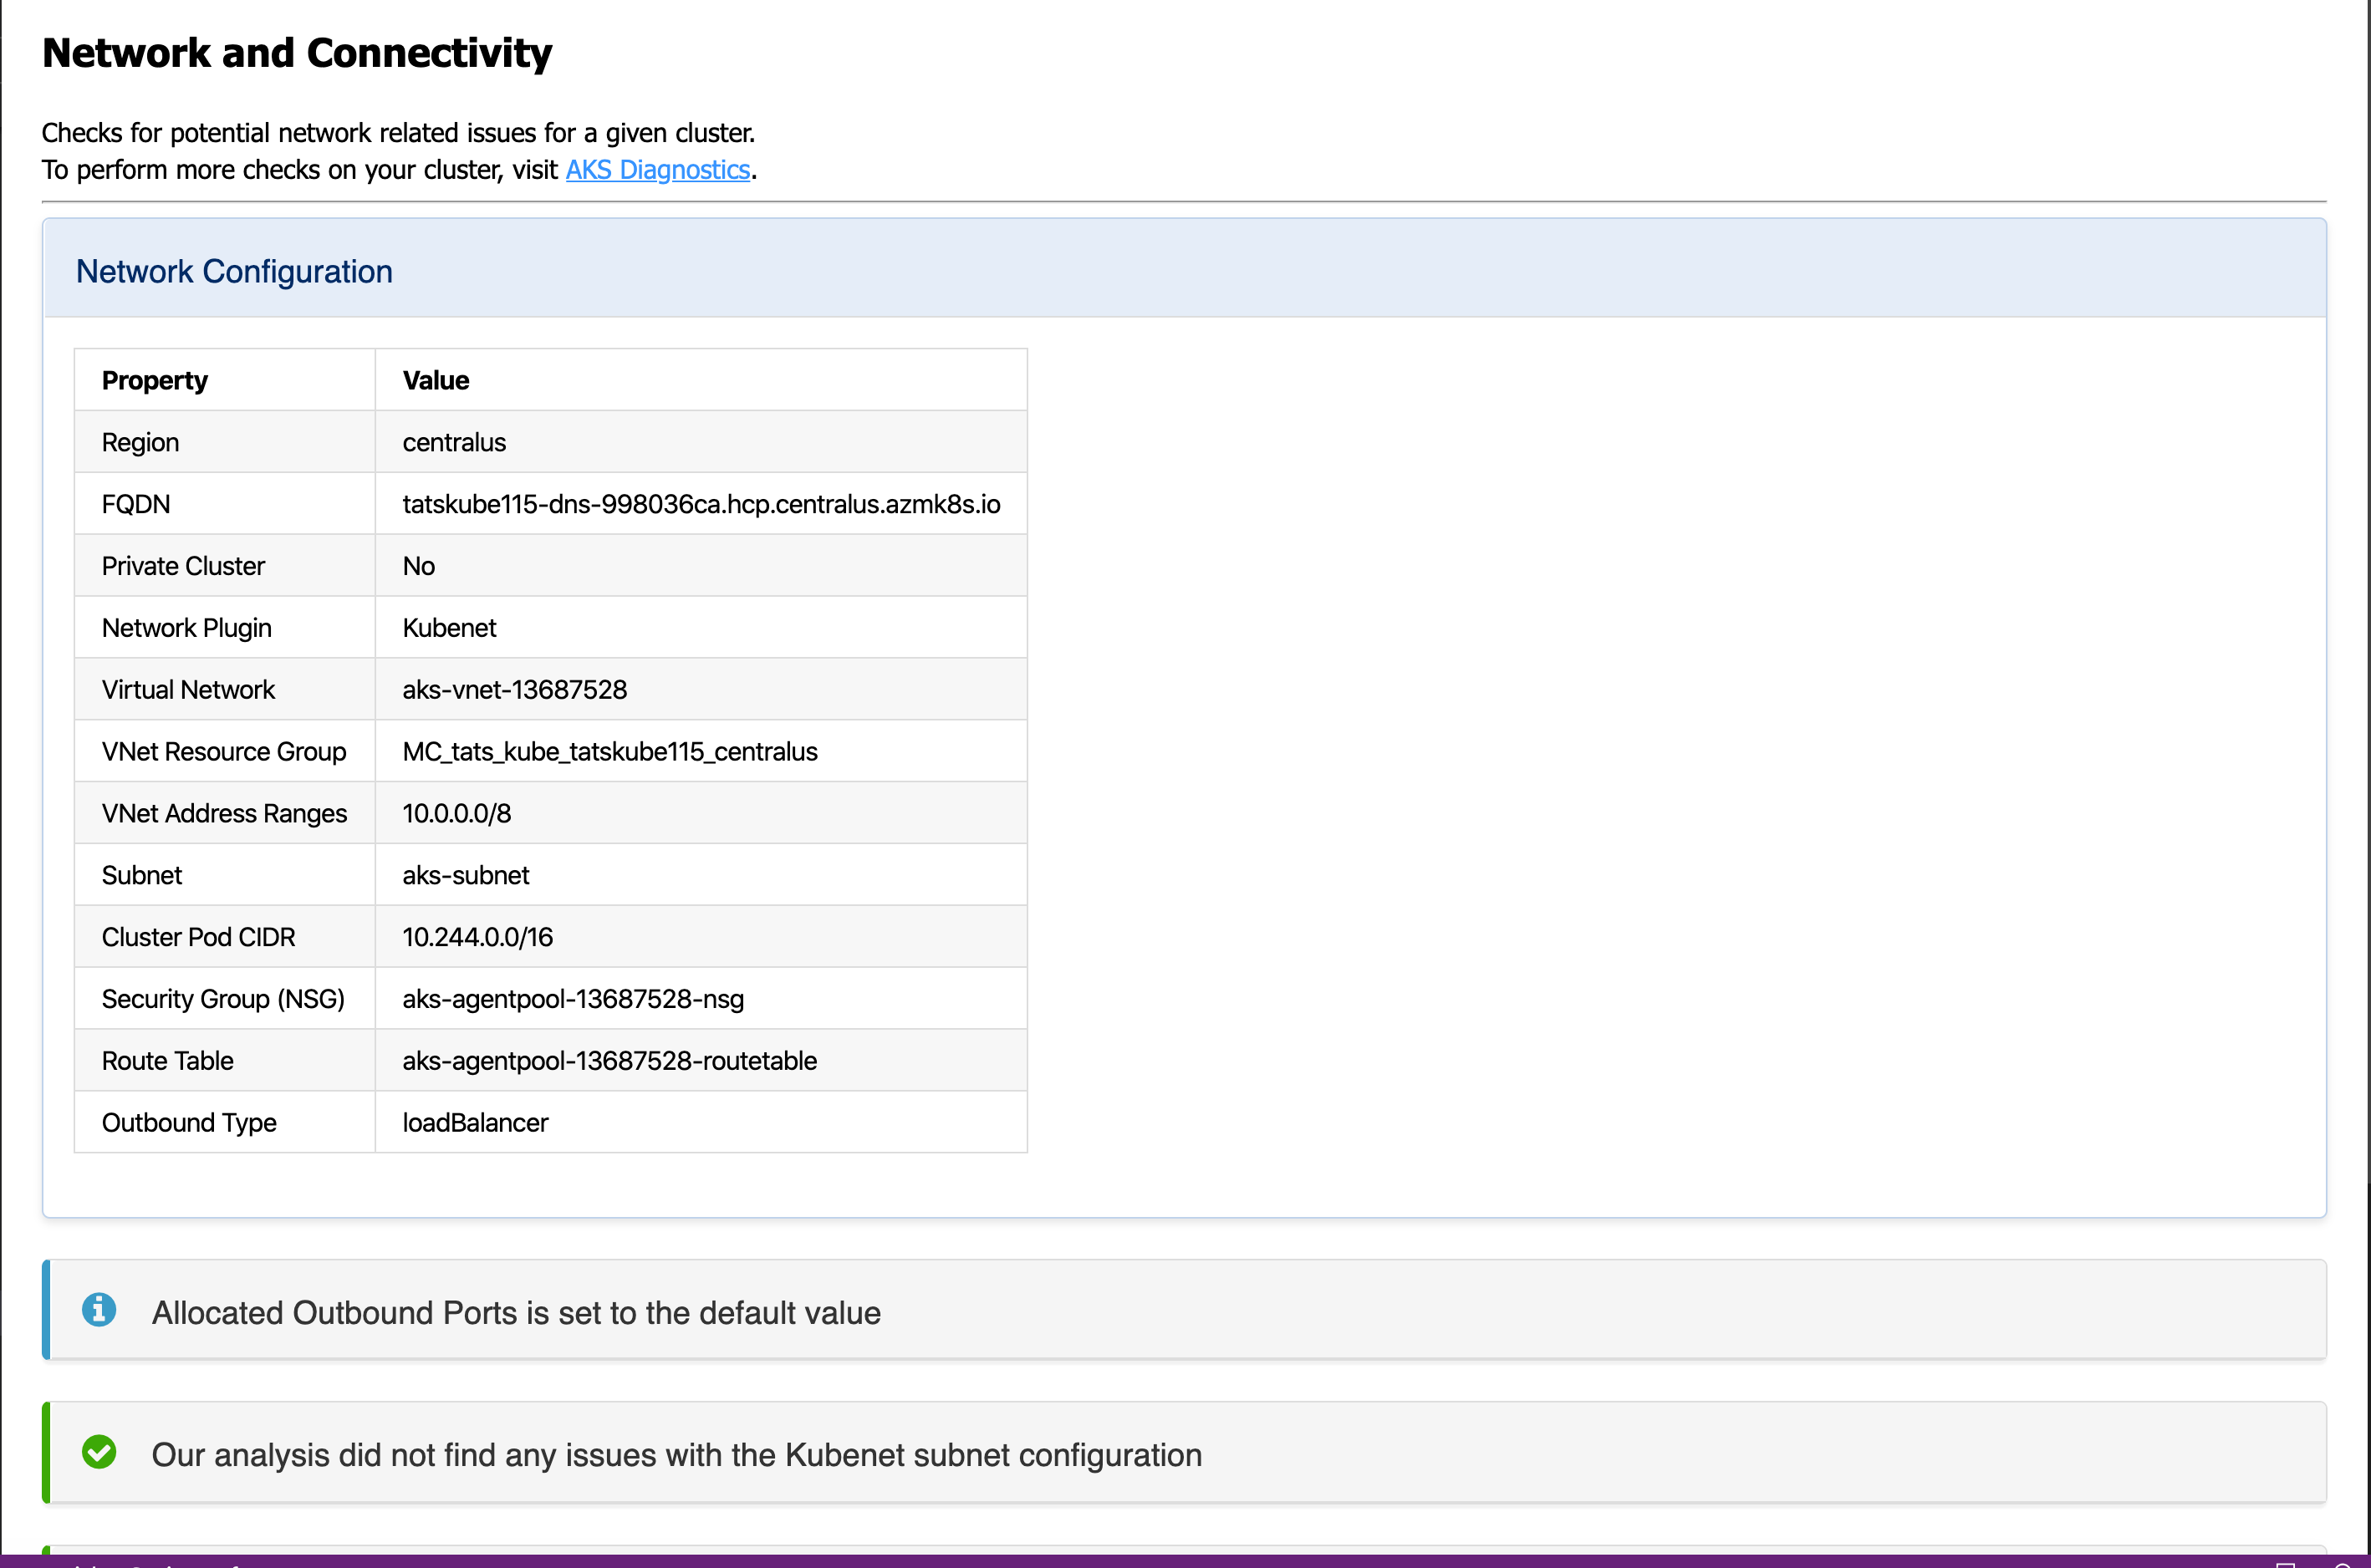 Network and Connectivity
Checks for potential network related issues for a given cluster.
To perform more checks on your cluster, visit AKS Diagnostics.
Network Configuration
Property Value
Region centralus
FQDN tatskube115-dns-998036ca.hcp.centralus.azmk8s.io
Private Cluster No
Network Plugin Kubenet
Virtual Network aks-vnet-13687528
VNet Resource Group MC_tats_kube_tatskube115_centralus
VNet Address Ranges 10.0.0.0/8
Subnet aks-subnet
Cluster Pod CIDR 10.244.0.0/16
Security Group (NSG) aks-agentpool-13687528-nsg
Route Table aks-agentpool-13687528-routetable
Outbound Type loadBalancer
Allocated Outbound Ports is set to the default value
Our analysis did not find any issues with the Kubenet subnet configuration